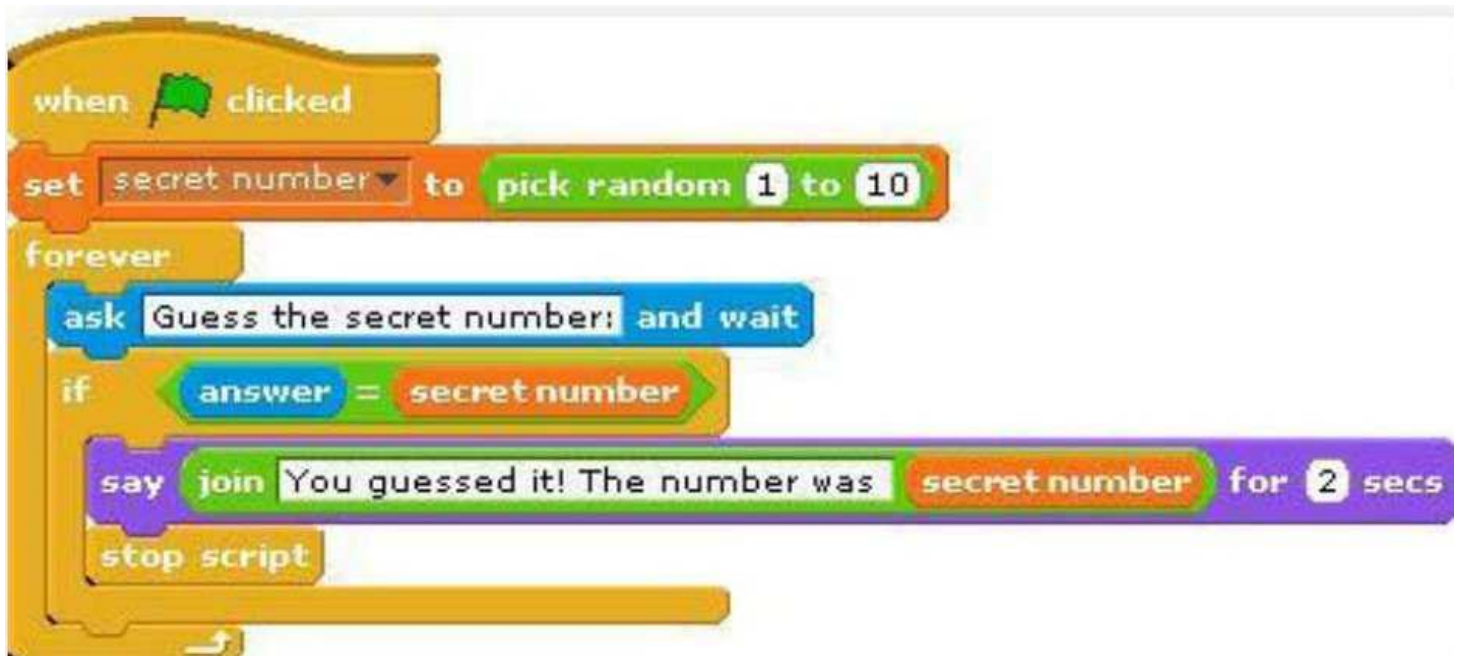 when clicked
set secret number to pick random 1 to 10
forever
ask Guess the secret number: and wait
if answer = secret number
say join You guessed it! The number was secret number for 2 secs
stop script